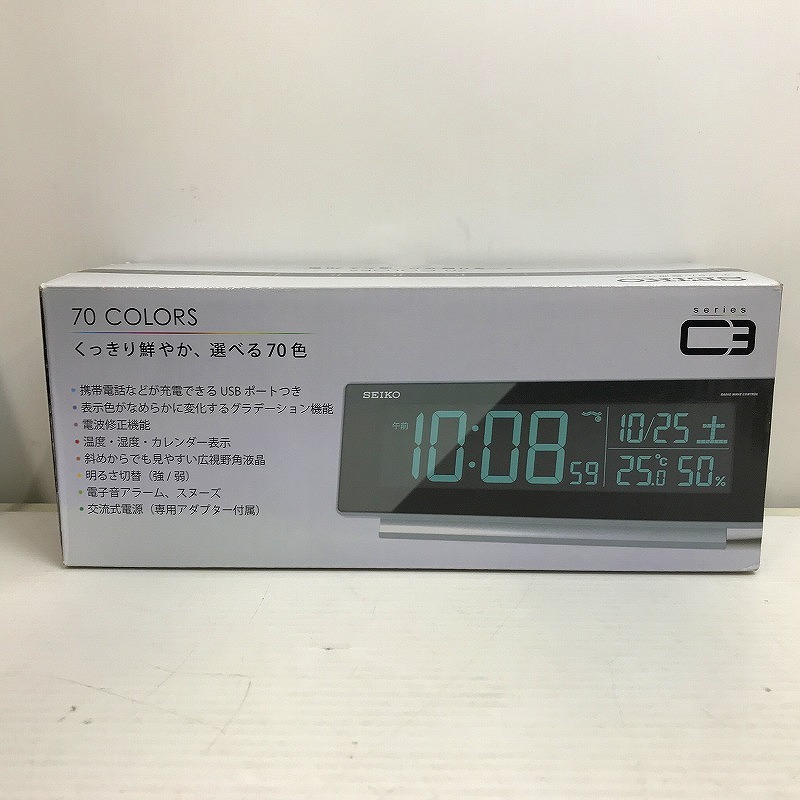 SEIKO
70 COLORS
くっきり鮮やか、選べる70色
series
C3
・携帯電話などが充電できるUSBポートつき
・表示色がなめらかに変化するグラデーション機能
・電波修正機能
・温度・湿度・カレンダー表示
・斜めからでも見やすい広視野角液晶
・明るさ切替（強/弱）
・電子音アラーム、スヌーズ
・交流式電源（専用アダプター付属）
SEIKO
RADIO WAVE CONTROL
午前 10:08 59
10/25 土
25.0℃ 50%